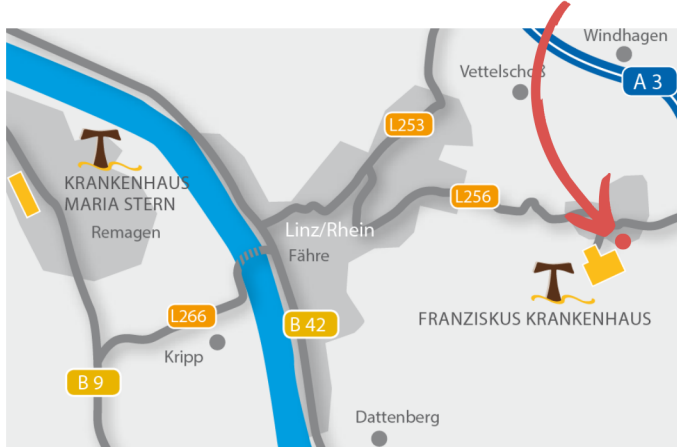 Windhagen
Vettelschoß
A 3
L253
KRANKENHAUS
MARIA STERN
Remagen
L256
Linz/Rhein
Fähre
FRANZISKUS KRANKENHAUS
L266
B 42
Kripp
B 9
Dattenberg